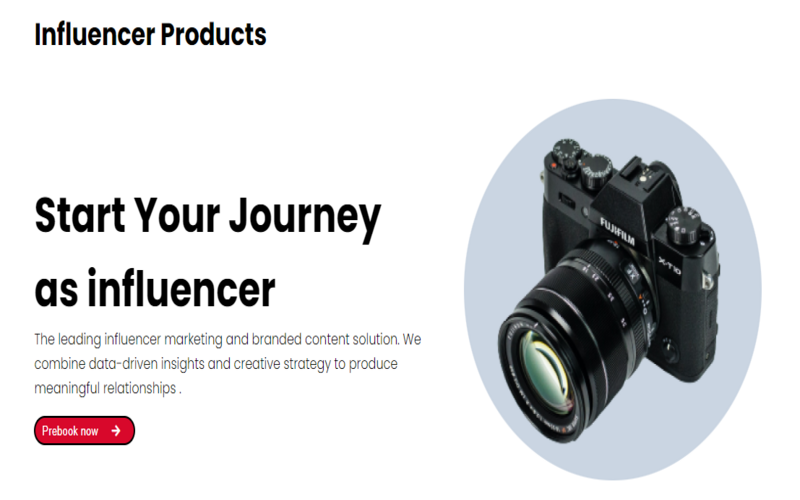 Influencer Products
Start Your Journey
as influencer
The leading influencer marketing and branded content solution. We
combine data-driven insights and creative strategy to produce
meaningful relationships .
Prebook now
FUJIFILM
X-T10